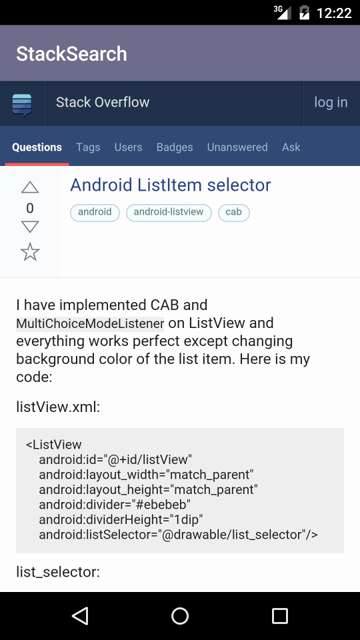 3G 12:22
StackSearch
Stack Overflow log in
Questions Tags Users Badges Unanswered Ask
Android ListItem selector
0
android android-listview cab
I have implemented CAB and
MultiChoiceModeListener on ListView and
everything works perfect except changing
background color of the list item. Here is my
code:
listView.xml:
<ListView
android:id="@+id/listView"
android:layout_width="match_parent"
android:layout_height="match_parent"
android:divider="#ebebeb"
android:dividerHeight="1dip"
android:listSelector="@drawable/list_selector"/>
list_selector: